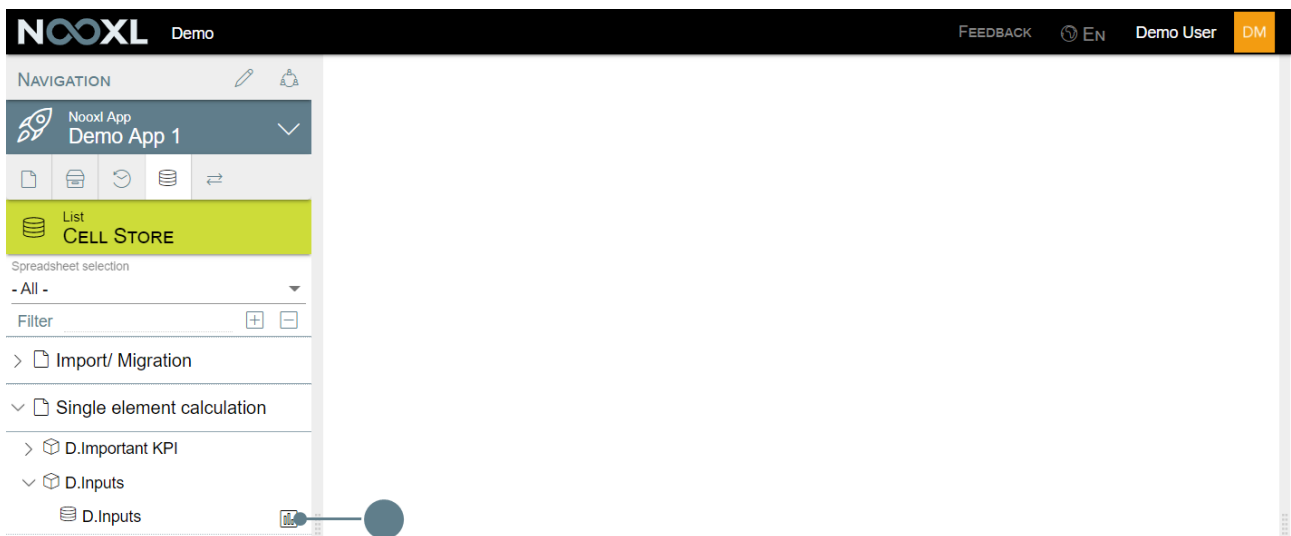 NOOXL Demo FEEDBACK EN Demo User DM
NAVIGATION
Nooxl App
Demo App 1
List
CELL STORE
Spreadsheet selection
- All -
Filter
Import/ Migration
Single element calculation
D.Important KPI
D.Inputs
D.Inputs